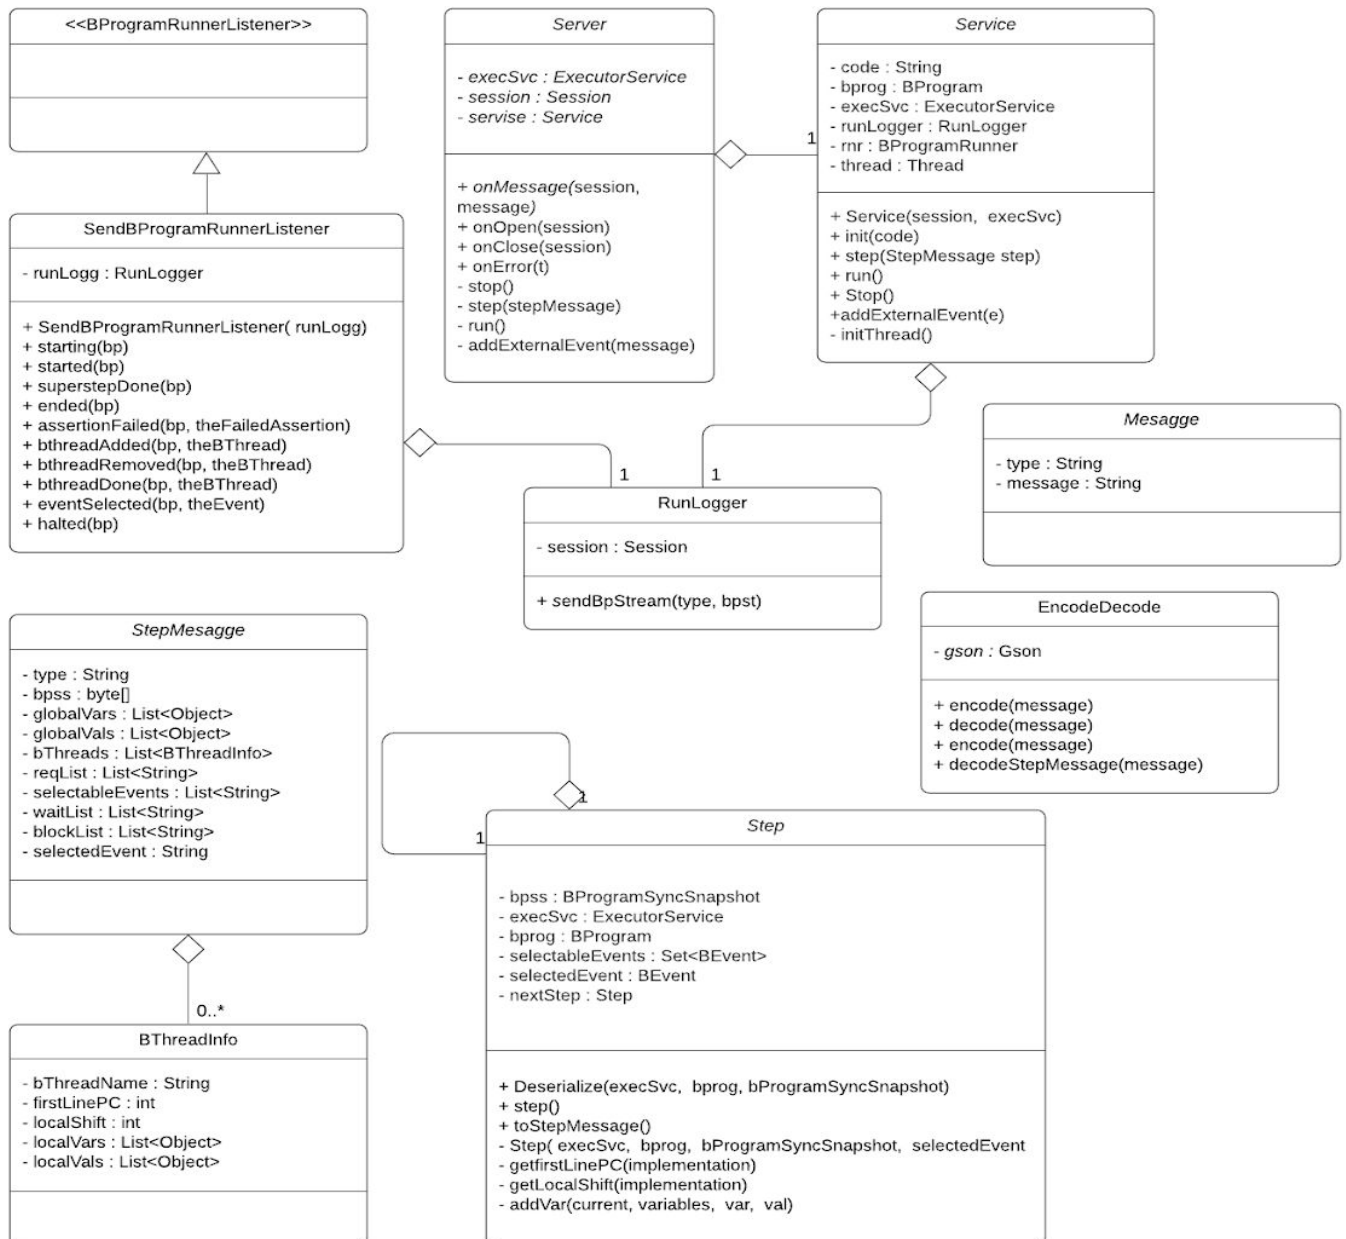 <<BProgramRunnerListener>>
SendBProgramRunnerListener
- runLogg : RunLogger
+ SendBProgramRunnerListener( runLogg)
+ starting(bp)
+ started(bp)
+ superstepDone(bp)
+ ended(bp)
+ assertionFailed(bp, theFailedAssertion)
+ bthreadAdded(bp, theBThread)
+ bthreadRemoved(bp, theBThread)
+ bthreadDone(bp, theBThread)
+ eventSelected(bp, theEvent)
+ halted(bp)
Server
- execSvc : ExecutorService
- session : Session
- servise : Service
+ onMessage(session,
message)
+ onOpen(session)
+ onClose(session)
+ onError(t)
- stop()
- step(stepMessage)
- run()
- addExternalEvent(message)
1
Service
- code : String
- bprog : BProgram
- execSvc : ExecutorService
- runLogger : RunLogger
- rnr : BProgramRunner
- thread : Thread
+ Service(session, execSvc)
+ init(code)
+ step(StepMessage step)
+ run()
+ Stop()
+addExternalEvent(e)
- initThread()
1
1
RunLogger
- session : Session
+ sendBpStream(type, bpst)
Mesagge
- type : String
- message : String
EncodeDecode
- gson : Gson
+ encode(message)
+ decode(message)
+ encode(message)
+ decodeStepMessage(message)
StepMesagge
- type : String
- bpss : byte[]
- globalVars : List<Object>
- globalVals : List<Object>
- bThreads : List<BThreadInfo>
- reqList : List<String>
- selectableEvents : List<String>
- waitList : List<String>
- blockList : List<String>
- selectedEvent : String
0..*
BThreadInfo
- bThreadName : String
- firstLinePC : int
- localShift : int
- localVars : List<Object>
- localVals : List<Object>
1
1
Step
- bpss : BProgramSyncSnapshot
- execSvc : ExecutorService
- bprog : BProgram
- selectableEvents : Set<BEvent>
- selectedEvent : BEvent
- nextStep : Step
+ Deserialize(execSvc, bprog, bProgramSyncSnapshot)
+ step()
+ toStepMessage()
- Step( execSvc, bprog, bProgramSyncSnapshot, selectedEvent
- getfirstLinePC(implementation)
- getLocalShift(implementation)
- addVar(current, variables, var, val)